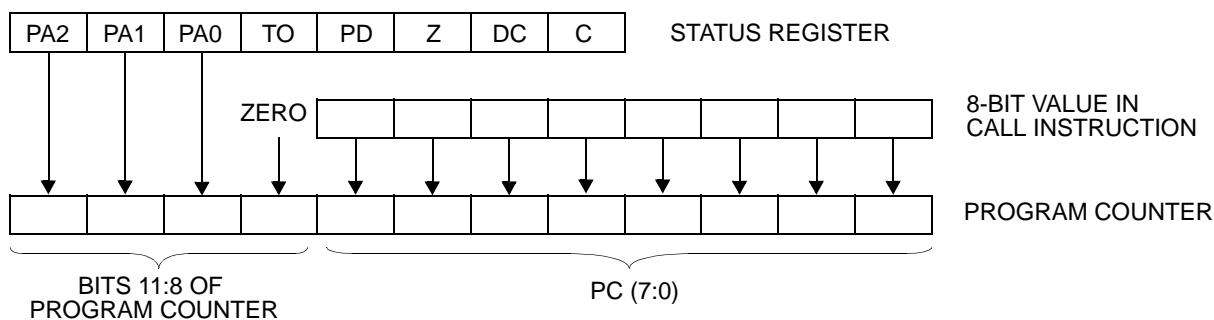 PA2 PA1 PA0 TO PD Z DC C STATUS REGISTER
ZERO
8-BIT VALUE IN
CALL INSTRUCTION
PROGRAM COUNTER
BITS 11:8 OF
PROGRAM COUNTER
PC (7:0)